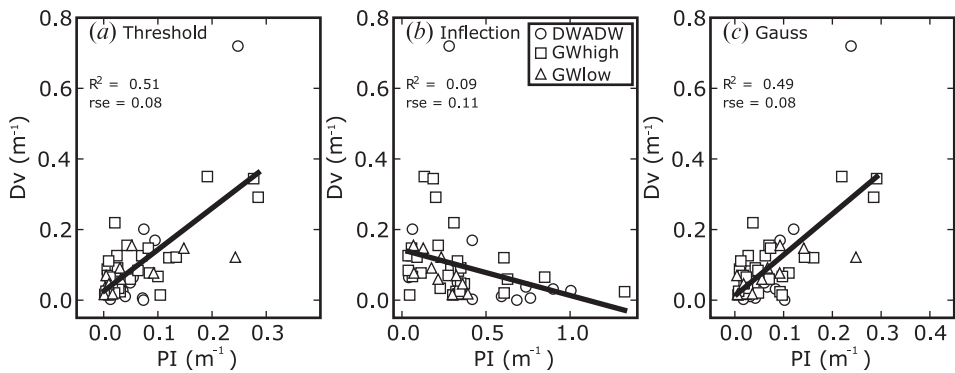 (a) Threshold
R² = 0.51
rse = 0.08
0.8
0.6
0.4
0.2
0.0
Dv (m⁻¹)
0.0 0.3
PI (m⁻¹)
(b) Inflection
DWADW
GWhigh
GWlow
R² = 0.09
rse = 0.11
0.8
0.6
0.4
0.2
0.0
Dv (m⁻¹)
0.0 0.5 1.0
PI (m⁻¹)
(c) Gauss
R² = 0.49
rse = 0.08
0.8
0.6
0.4
0.2
0.0
Dv (m⁻¹)
0.0 0.1 0.2 0.3 0.4
PI (m⁻¹)